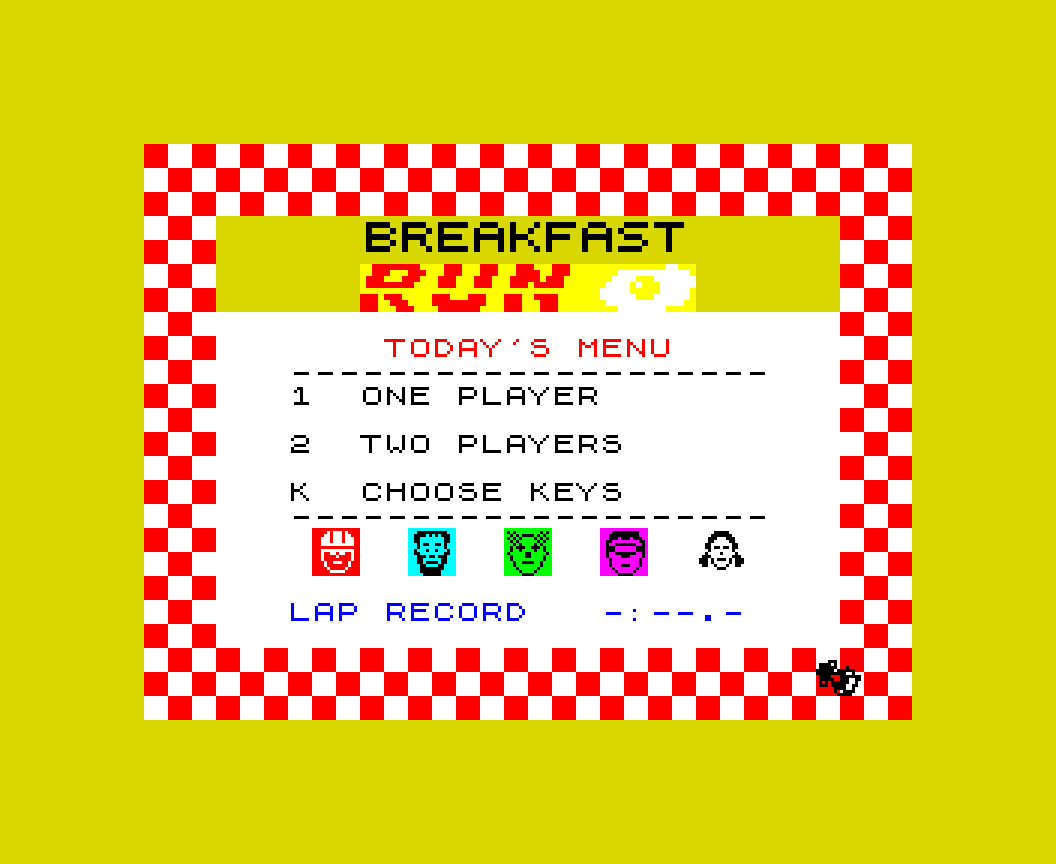 BREAKFAST
RUN
TODAY'S MENU
1 ONE PLAYER
2 TWO PLAYERS
K CHOOSE KEYS
LAP RECORD -:--.-